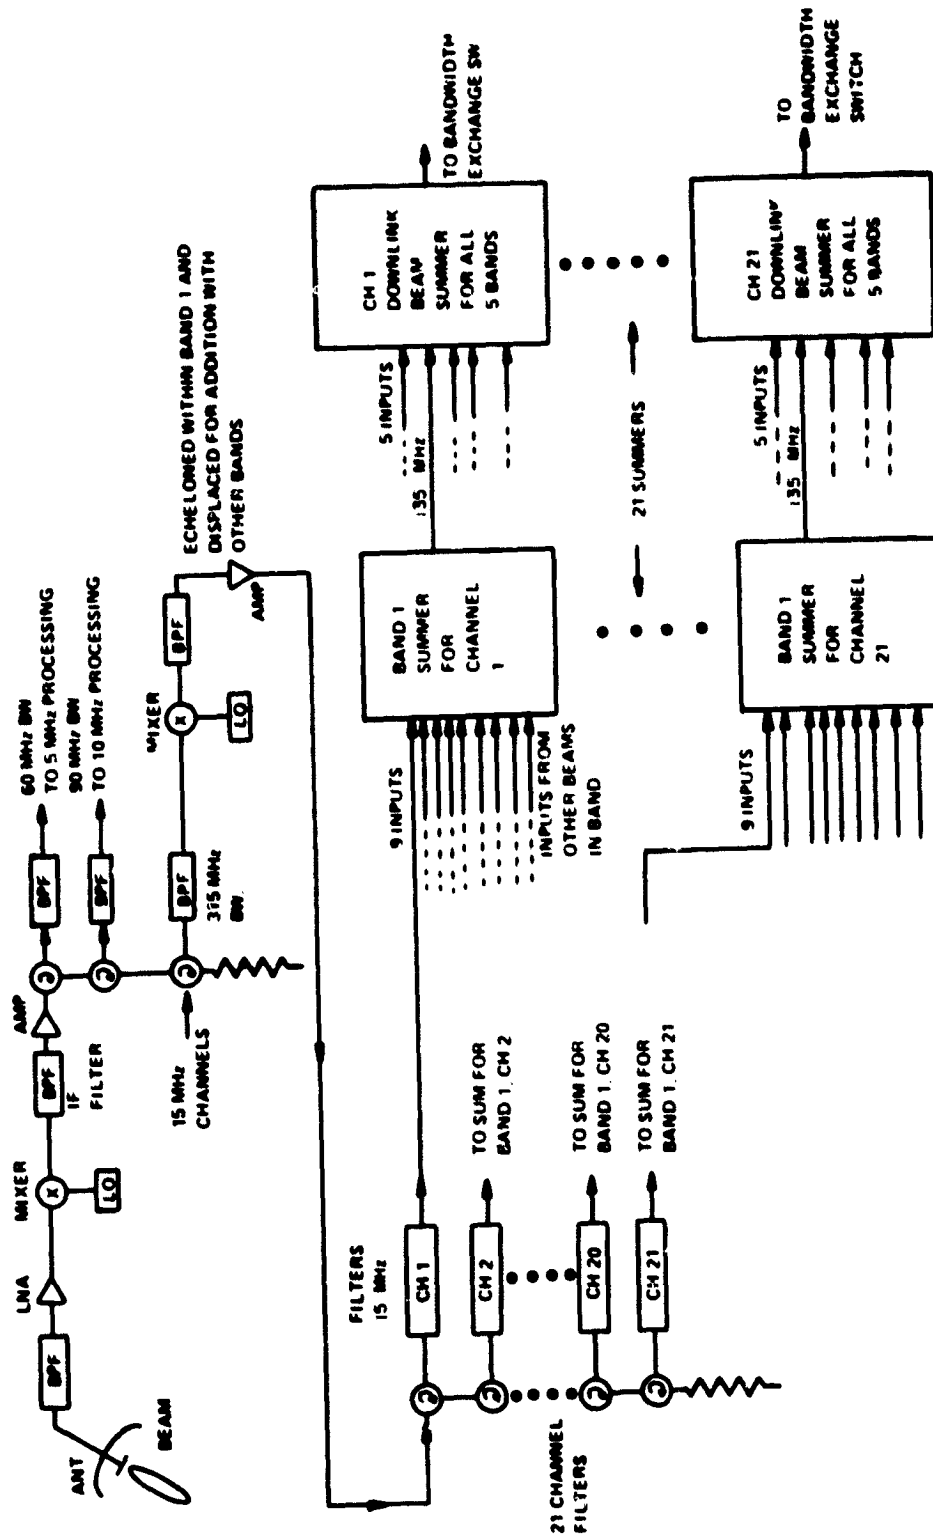 ANT
BEAM
BPF
LNA
MIXER
X
LO
BPF
IF
FILTER
AMP
C
BPF
60 MHz BW
TO 5 MHz PROCESSING
C
BPF
90 MHz BW
TO 10 MHz PROCESSING
15 MHz
CHANNELS
C
BPF
375 MHz
BW
MIXER
X
LO
BPF
AMP
ECHELONED WITHIN BAND 1 AND
DISPLACED FOR ADDITION WITH
OTHER BANDS
FILTERS
15 MHz
C
CH 1
C
CH 2
TO SUM FOR
BAND 1, CH 2
C
CH 20
TO SUM FOR
BAND 1, CH 20
C
CH 21
TO SUM FOR
BAND 1, CH 21
21 CHANNEL
FILTERS
9 INPUTS
INPUTS FROM
OTHER BEAMS
IN BAND
BAND 1
SUMMER
FOR
CHANNEL
1
135 MHz
5 INPUTS
CH 1
DOWNLINK
BEAM
SUMMER
FOR ALL
5 BANDS
TO BANDWIDTH
EXCHANGE SW
21 SUMMERS
9 INPUTS
BAND 1
SUMMER
FOR
CHANNEL
21
135 MHz
5 INPUTS
CH 21
DOWNLINK
BEAM
SUMMER
FOR ALL
5 BANDS
TO
BANDWIDTH
EXCHANGE
SWITCH